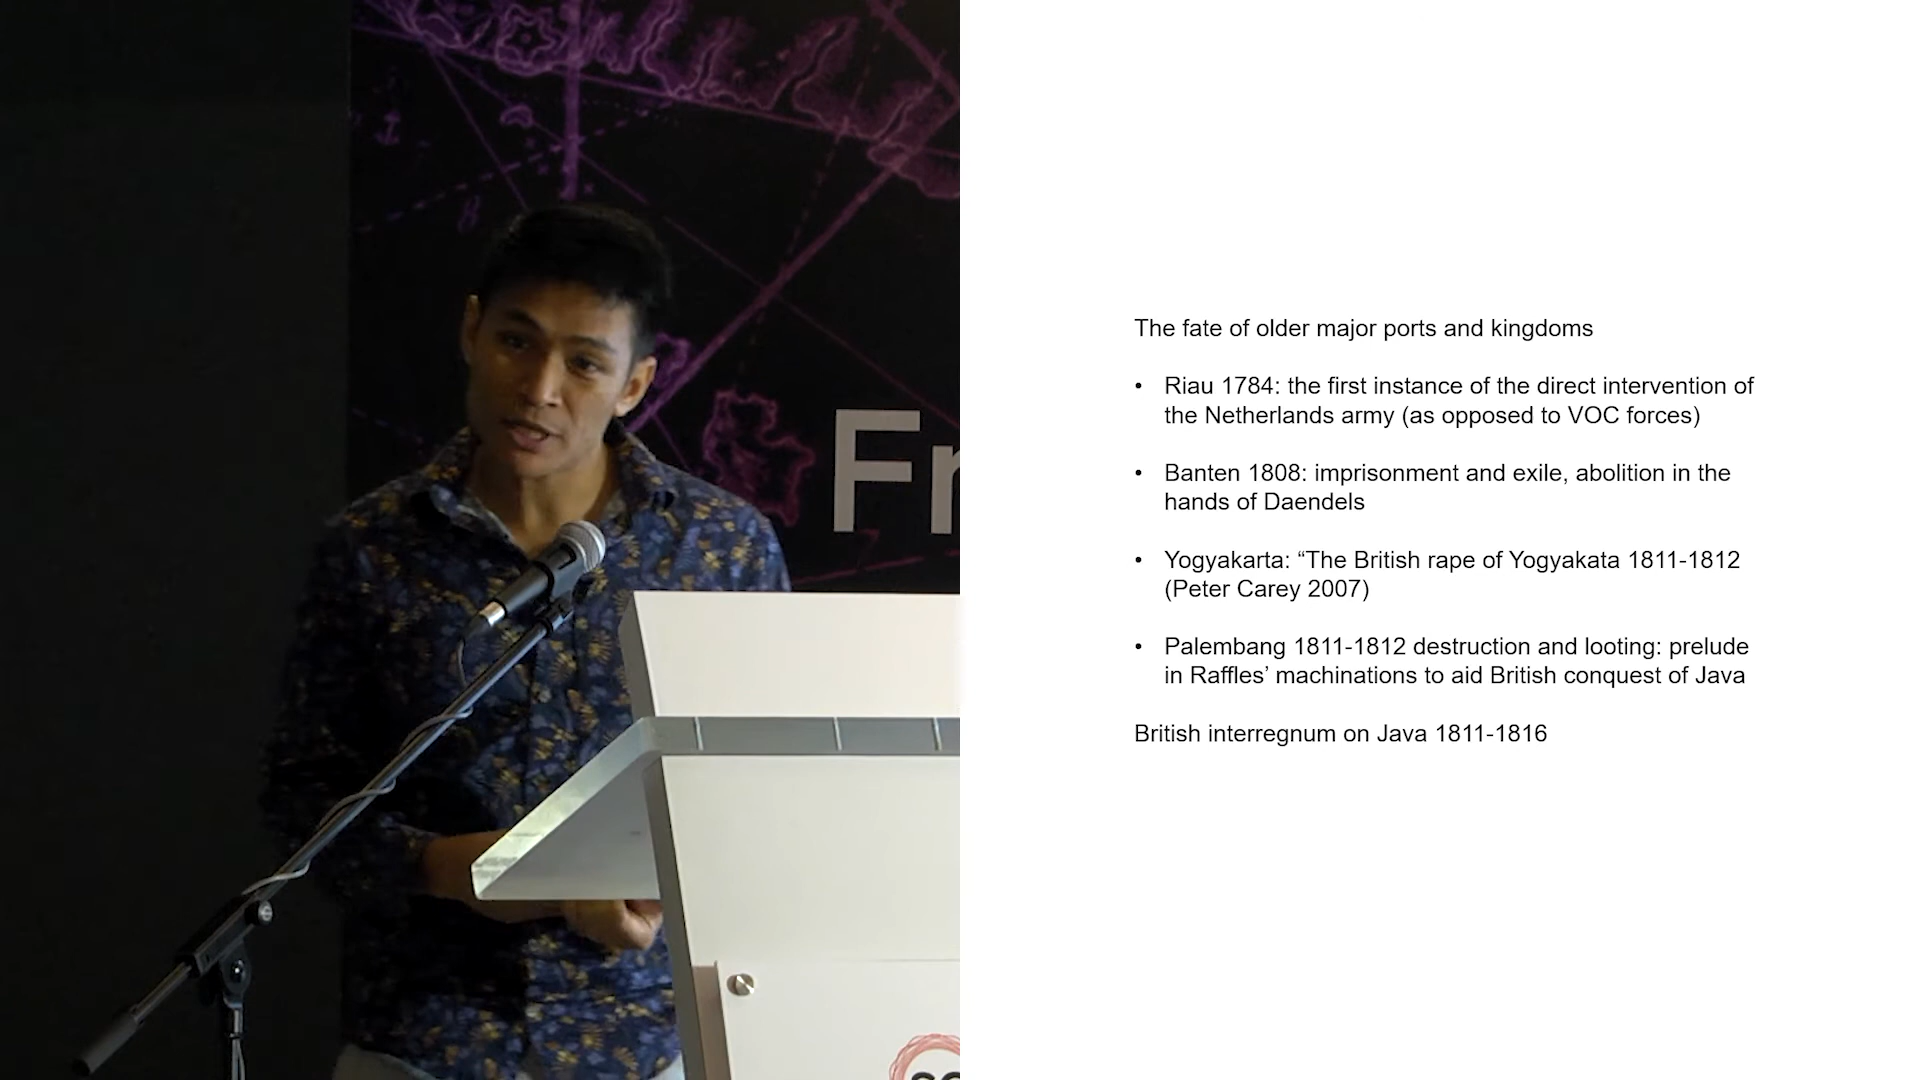 Fr
The fate of older major ports and kingdoms
• Riau 1784: the first instance of the direct intervention of
the Netherlands army (as opposed to VOC forces)
• Banten 1808: imprisonment and exile, abolition in the
hands of Daendels
• Yogyakarta: “The British rape of Yogyakata 1811-1812
(Peter Carey 2007)
• Palembang 1811-1812 destruction and looting: prelude
in Raffles’ machinations to aid British conquest of Java
British interregnum on Java 1811-1816